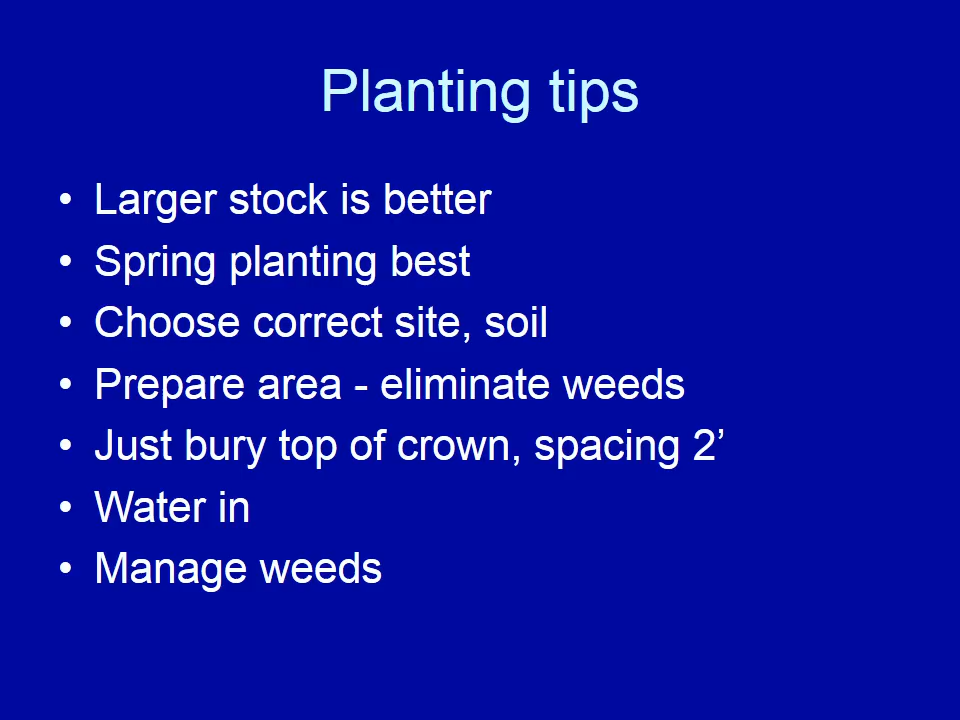 Planting tips
• Larger stock is better
• Spring planting best
• Choose correct site, soil
• Prepare area - eliminate weeds
• Just bury top of crown, spacing 2’
• Water in
• Manage weeds